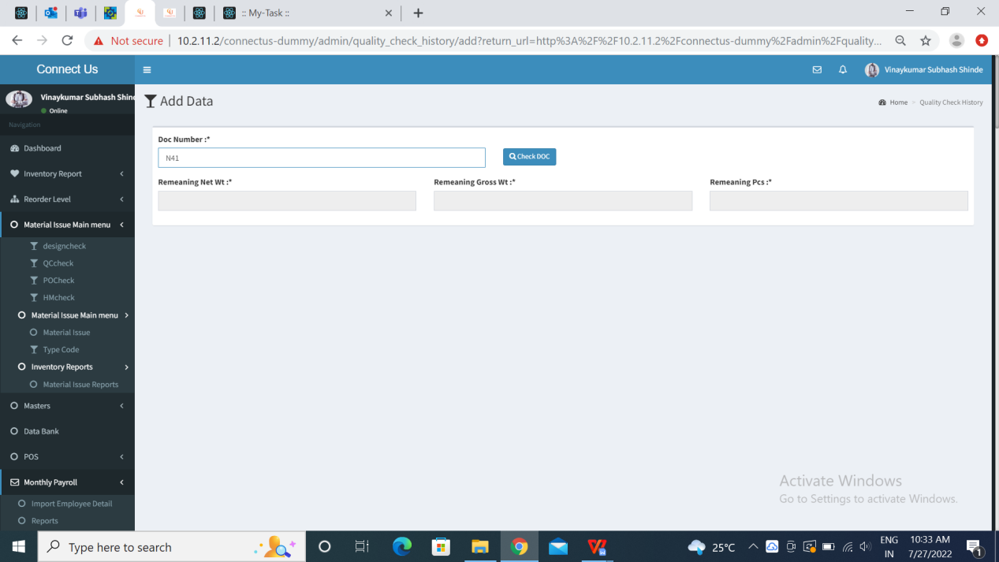 :: My-Task ::
Not secure
10.2.11.2/connectus-dummy/admin/quality_check_history/add?return_url=http%3A%2F%2F10.2.11.2%2Fconnectus-dummy%2Fadmin%2Fquality...
Connect Us
Vinaykumar Subhash Shinde
Vinaykumar Subhash Shin
Online
Navigation
Dashboard
Inventory Report
Reorder Level
Material Issue Main menu
designcheck
QCcheck
POCheck
HMcheck
Material Issue Main menu
Material Issue
Type Code
Inventory Reports
Material Issue Reports
Masters
Data Bank
POS
Monthly Payroll
Import Employee Detail
Reports
Add Data
Home
Quality Check History
Doc Number :*
N41
Check DOC
Remeaning Net Wt :*
Remeaning Gross Wt :*
Remeaning Pcs :*
Activate Windows
Go to Settings to activate Windows.
Type here to search
25°C
ENG
IN
10:33 AM
7/27/2022
1